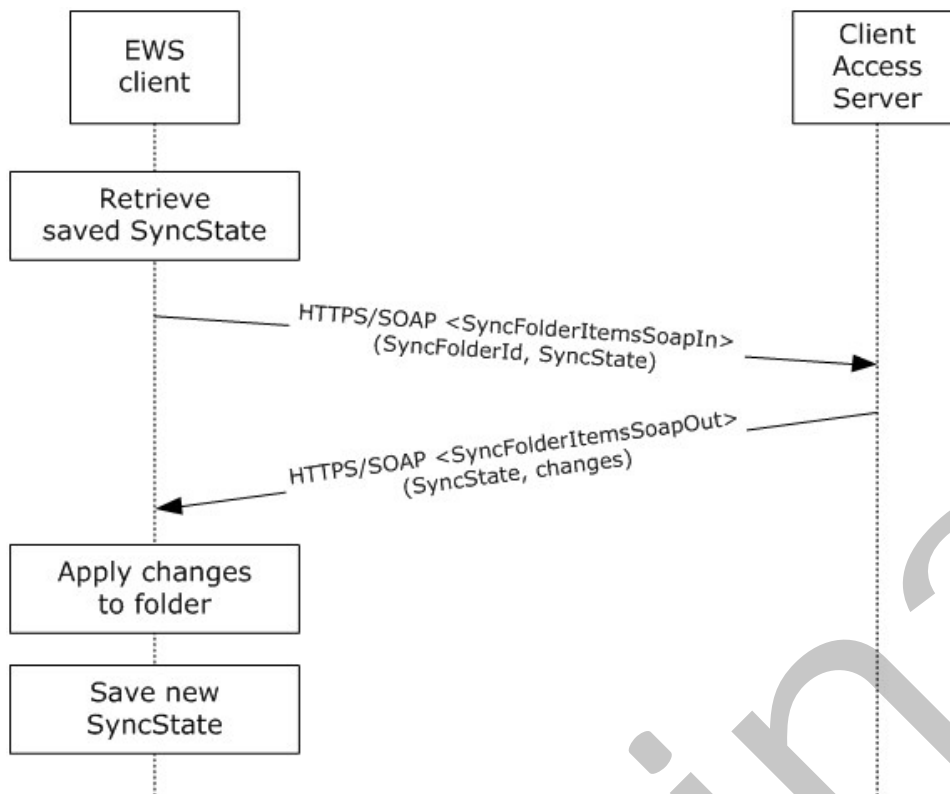 EWS
client
Client
Access
Server
Retrieve
saved SyncState
HTTPS/SOAP <SyncFolderItemsSoapIn>
(SyncFolderId, SyncState)
HTTPS/SOAP <SyncFolderItemsSoapOut>
(SyncState, changes)
Apply changes
to folder
Save new
SyncState